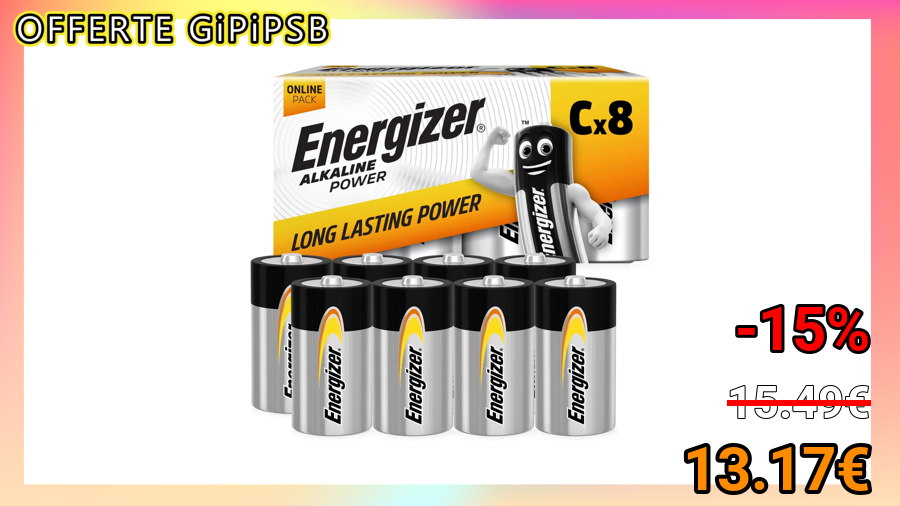 OFFERTE GiPiPSB
ONLINE
PACK
Energizer®
ALKALINE
POWER
LONG LASTING POWER
™
Cx8
Energizer
Energizer
Energizer
Energizer
Energizer
-15%
15.49€
13.17€